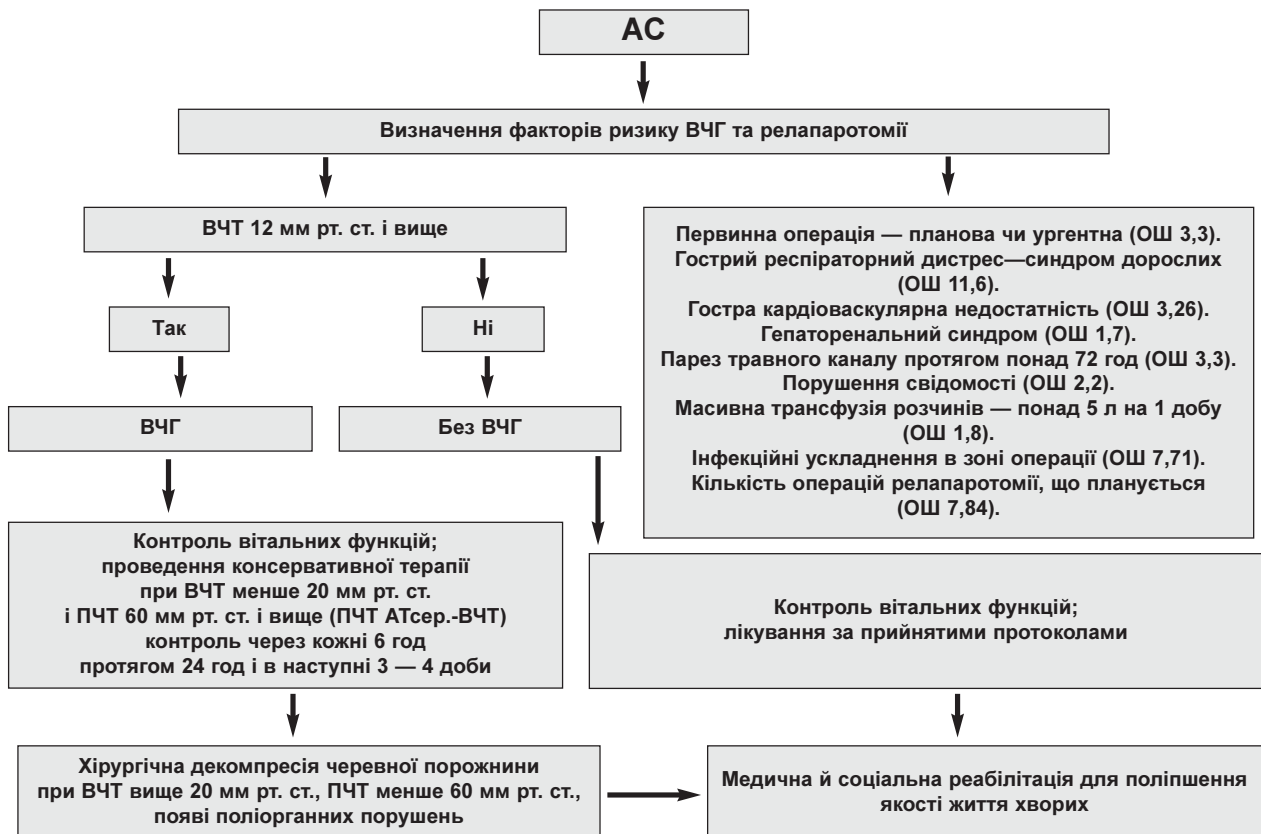 АС
Визначення факторів ризику ВЧГ та релапаротомії
ВЧТ 12 мм рт. ст. і вище
Первинна операція — планова чи ургентна (ОШ 3,3).
Гострий респіраторний дистрес—синдром дорослих
(ОШ 11,6).
Гостра кардіоваскулярна недостатність (ОШ 3,26).
Гепаторенальний синдром (ОШ 1,7).
Парез травного каналу протягом понад 72 год (ОШ 3,3).
Порушення свідомості (ОШ 2,2).
Масивна трансфузія розчинів — понад 5 л на 1 добу
(ОШ 1,8).
Інфекційні ускладнення в зоні операції (ОШ 7,71).
Кількість операцій релапаротомії, що планується
(ОШ 7,84).
Так
Ні
ВЧГ
Без ВЧГ
Контроль вітальних функцій;
проведення консервативної терапії
при ВЧТ менше 20 мм рт. ст.
і ПЧТ 60 мм рт. ст. і вище (ПЧТ АТсер.-ВЧТ)
контроль через кожні 6 год
протягом 24 год і в наступні 3 — 4 доби
Контроль вітальних функцій;
лікування за прийнятими протоколами
Хірургічна декомпресія черевної порожнини
при ВЧТ вище 20 мм рт. ст., ПЧТ менше 60 мм рт. ст.,
появі поліорганних порушень
Медична й соціальна реабілітація для поліпшення
якості життя хворих